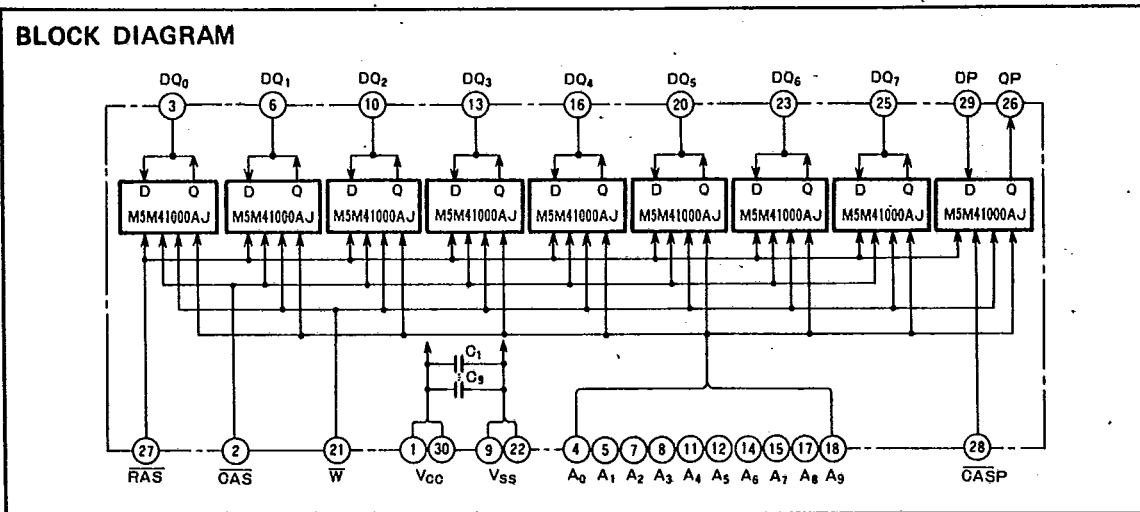 BLOCK DIAGRAM
DQ₀ DQ₁ DQ₂ DQ₃ DQ₄ DQ₅ DQ₆ DQ₇ DP QP
3 6 10 13 16 20 23 25 29 26
D Q D Q D Q D Q D Q D Q D Q D Q D Q
M5M41000AJ M5M41000AJ M5M41000AJ M5M41000AJ M5M41000AJ M5M41000AJ M5M41000AJ M5M41000AJ M5M41000AJ
C₁
C₉
27 2 21 1 30 9 22 4 5 7 8 11 12 14 15 17 18 28
R̅A̅S̅ C̅A̅S̅ W̅ Vcc Vss A₀ A₁ A₂ A₃ A₄ A₅ A₆ A₇ A₈ A₉ C̅A̅S̅P